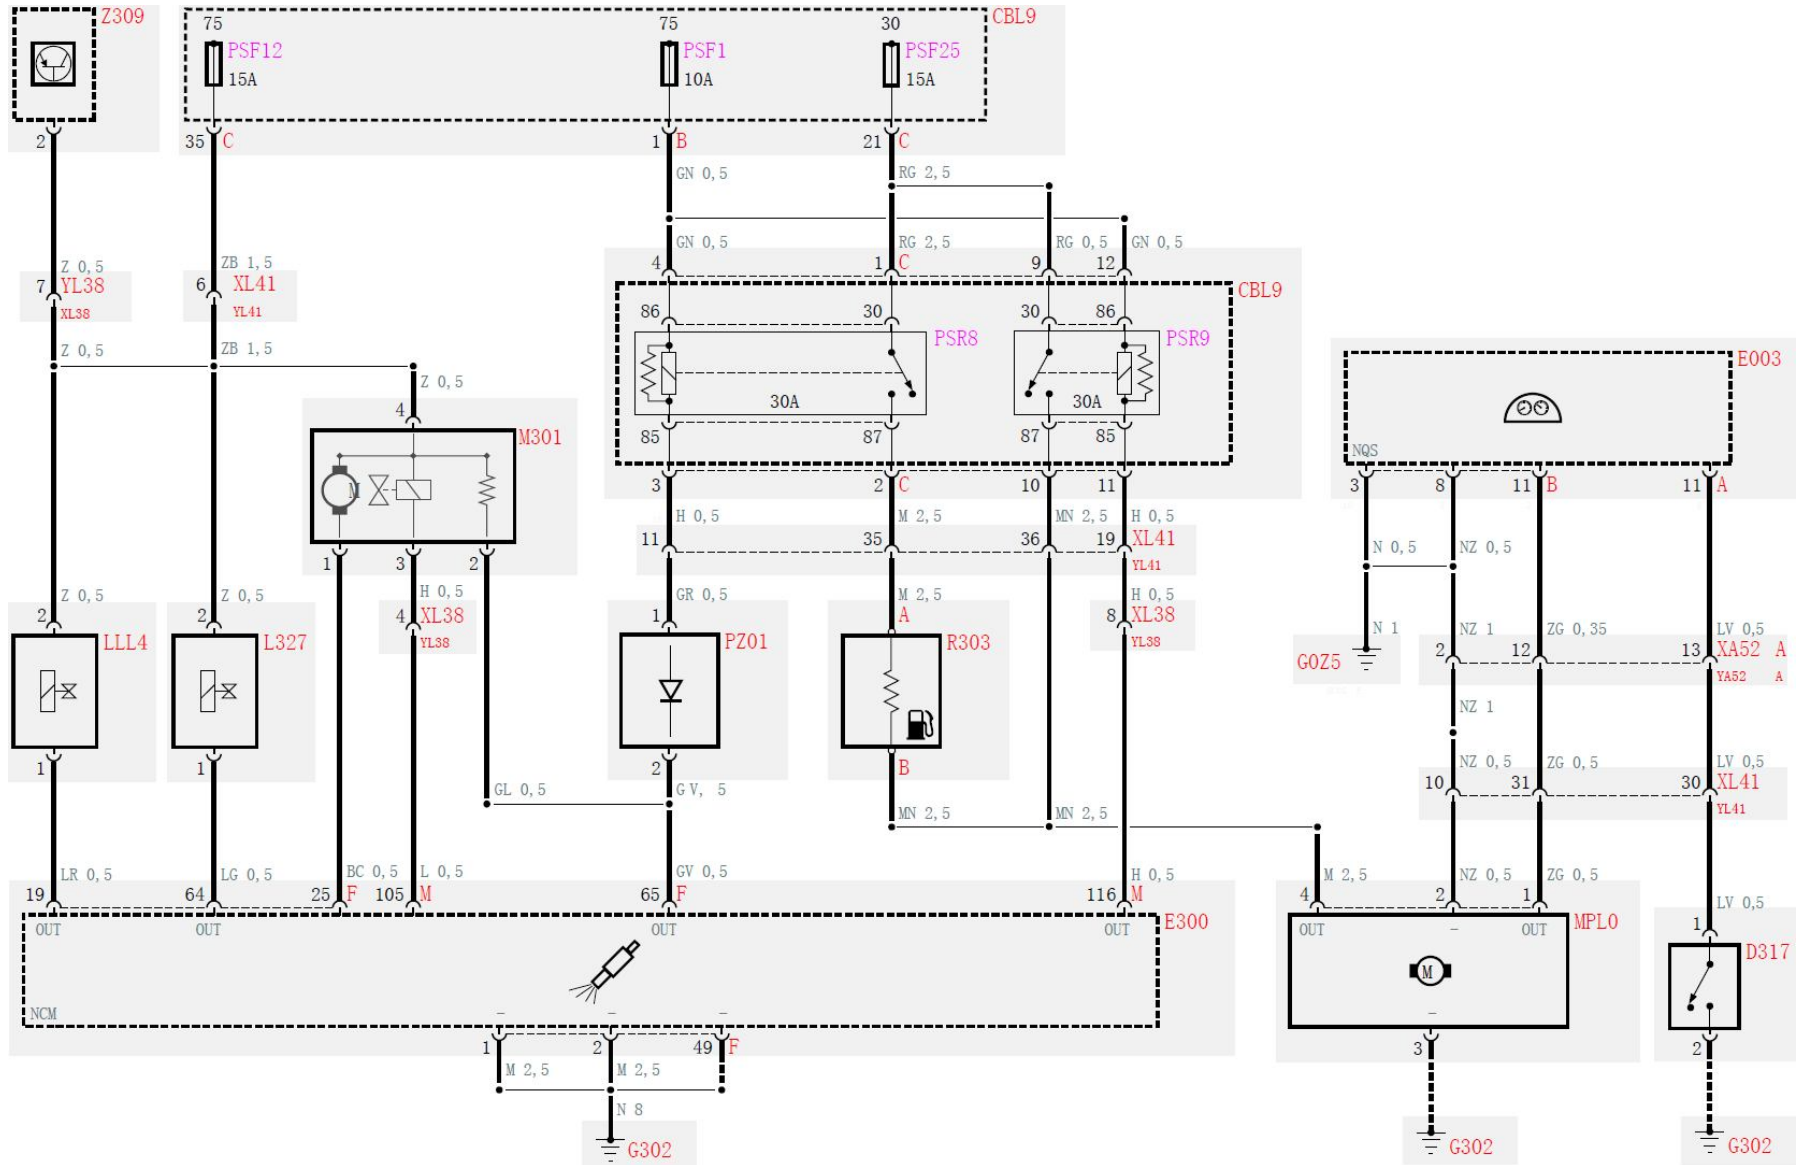 Z309
75 75 30 CBL9
PSF12 PSF1 PSF25
15A 10A 15A
2 35 C 1 B 21 C
GN 0,5 RG 2,5
GN 0,5 RG 2,5 RG 0,5 GN 0,5
Z 0,5 ZB 1,5 4 1 C 9 12
7 YL38 6 XL41 CBL9
XL38 YL41 86 30 30 86
Z 0,5 ZB 1,5 PSR8 PSR9
E003
Z 0,5 30A 30A
4 85 87 87 85
M301 NQS
M 3 2 C 10 11 3 8 11 B 11 A
H 0,5 M 2,5 MN 2,5 H 0,5
11 35 36 19 XL41 N 0,5 NZ 0,5
1 3 2 YL41
Z 0,5 Z 0,5 H 0,5 GR 0,5 M 2,5 H 0,5
2 2 4 XL38 1 A 8 XL38 N 1 NZ 1 ZG 0,35 LV 0,5
LLL4 L327 YL38 PZ01 R303 YL38 G0Z5 2 12 13 XA52 A
YA52 A
NZ 1
1 1 2 B NZ 0,5 ZG 0,5 LV 0,5
GL 0,5 GV, 5 10 31 30 XL41
MN 2,5 MN 2,5 YL41
LR 0,5 LG 0,5 BC 0,5 L 0,5 GV 0,5 H 0,5 M 2,5 NZ 0,5 ZG 0,5
19 64 25 F 105 M 65 F 116 M 4 2 1 LV 0,5
OUT OUT OUT OUT E300 OUT - OUT MPL0 1
D317
M
NCM - - - -
1 2 49 F 3 2
M 2,5 M 2,5
N 8
G302 G302 G302